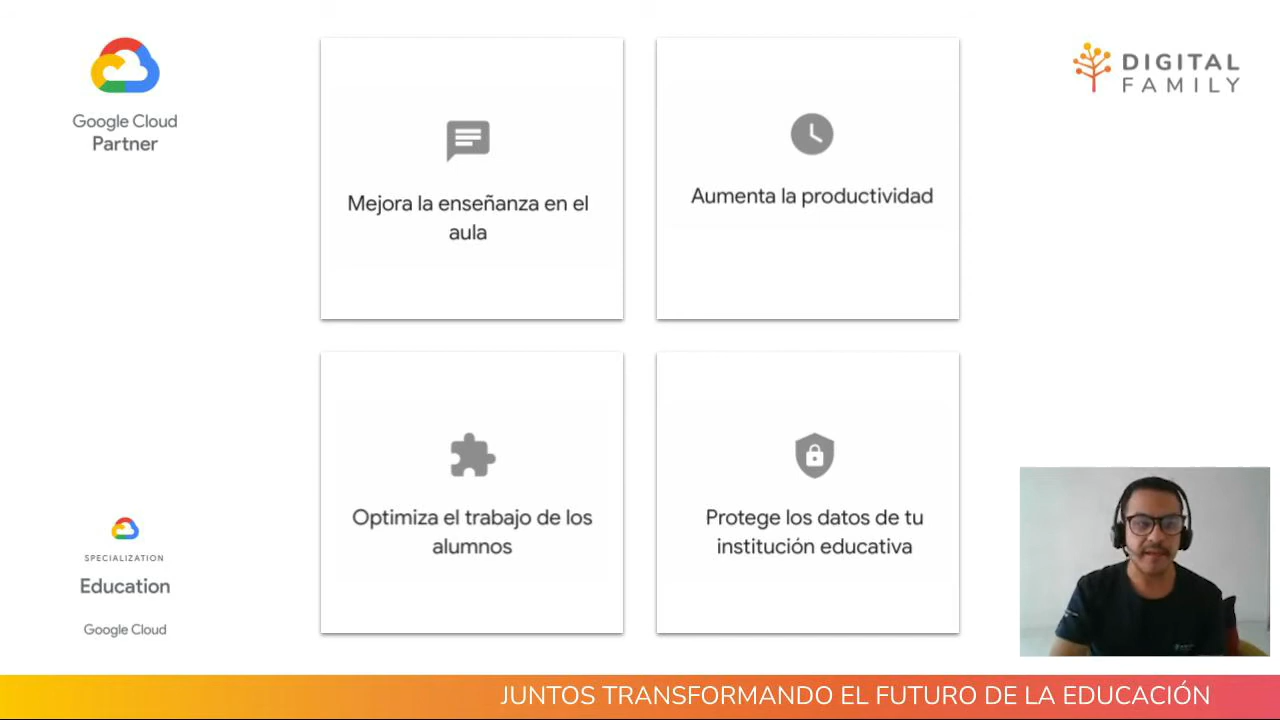 Google Cloud
Partner
DIGITAL
FAMILY
Mejora la enseñanza en el
aula
Aumenta la productividad
Optimiza el trabajo de los
alumnos
Protege los datos de tu
institución educativa
SPECIALIZATION
Education
Google Cloud
JUNTOS TRANSFORMANDO EL FUTURO DE LA EDUCACIÓN